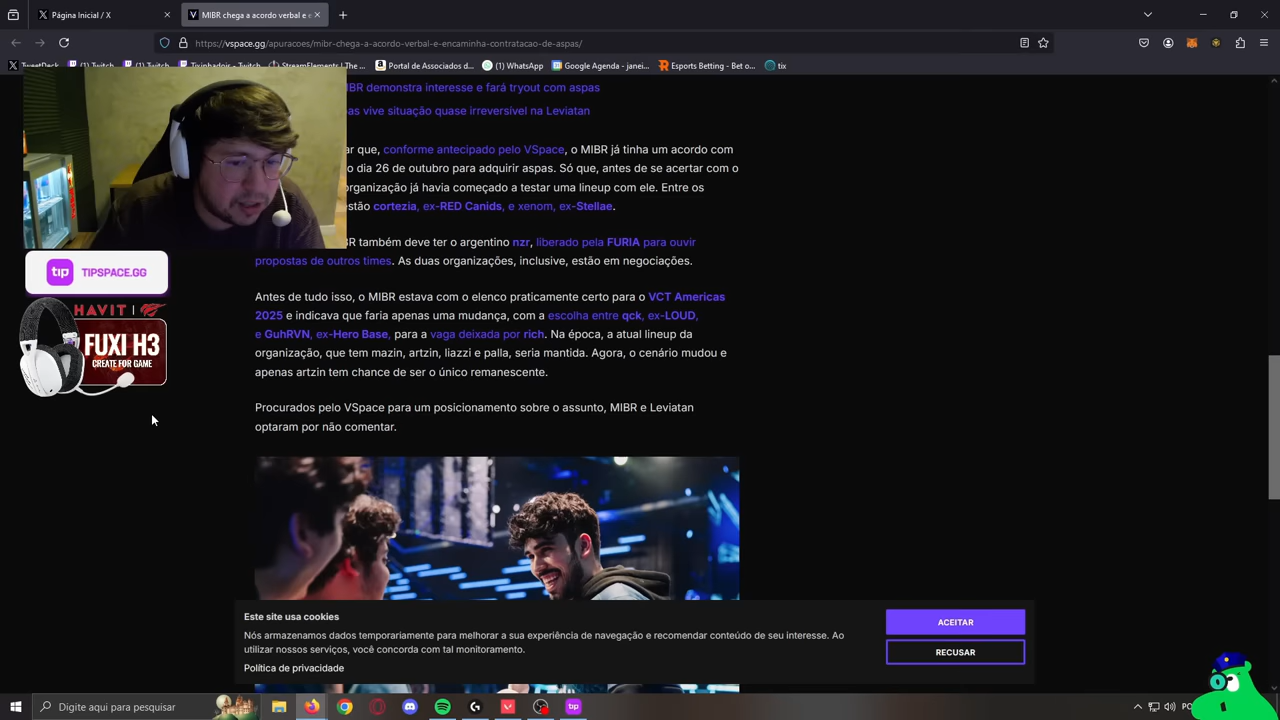 Página Inicial / X
MIBR chega a acordo verbal e e
https://vspace.gg/apuracoes/mibr-chega-a-acordo-verbal-e-encaminha-contratacao-de-aspas/
TweetDeck
(1) Twitch
(1) Twitch
Tixinhadois - Twitch
StreamElements | The ...
Portal de Associados d...
(1) WhatsApp
Google Agenda - janei...
Esports Betting - Bet o...
tix
IBR demonstra interesse e fará tryout com aspas
as vive situação quase irreversível na Leviatan
ar que, conforme antecipado pelo VSpace, o MIBR já tinha um acordo com
o dia 26 de outubro para adquirir aspas. Só que, antes de se acertar com o
organização já havia começado a testar uma lineup com ele. Entre os
estão cortezia, ex-RED Canids, e xenom, ex-Stellae.
BR também deve ter o argentino nzr, liberado pela FURIA para ouvir
propostas de outros times. As duas organizações, inclusive, estão em negociações.
Antes de tudo isso, o MIBR estava com o elenco praticamente certo para o VCT Americas
2025 e indicava que faria apenas uma mudança, com a escolha entre qck, ex-LOUD,
e GuhRVN, ex-Hero Base, para a vaga deixada por rich. Na época, a atual lineup da
organização, que tem mazin, artzin, liazzi e palla, seria mantida. Agora, o cenário mudou e
apenas artzin tem chance de ser o único remanescente.
Procurados pelo VSpace para um posicionamento sobre o assunto, MIBR e Leviatan
optaram por não comentar.
tip TIPSPACE.GG
HAVIT
FUXI H3
CREATE FOR GAME
Este site usa cookies
Nós armazenamos dados temporariamente para melhorar a sua experiência de navegação e recomendar conteúdo de seu interesse. Ao
utilizar nossos serviços, você concorda com tal monitoramento.
Política de privacidade
ACEITAR
RECUSAR
Digite aqui para pesquisar
tip